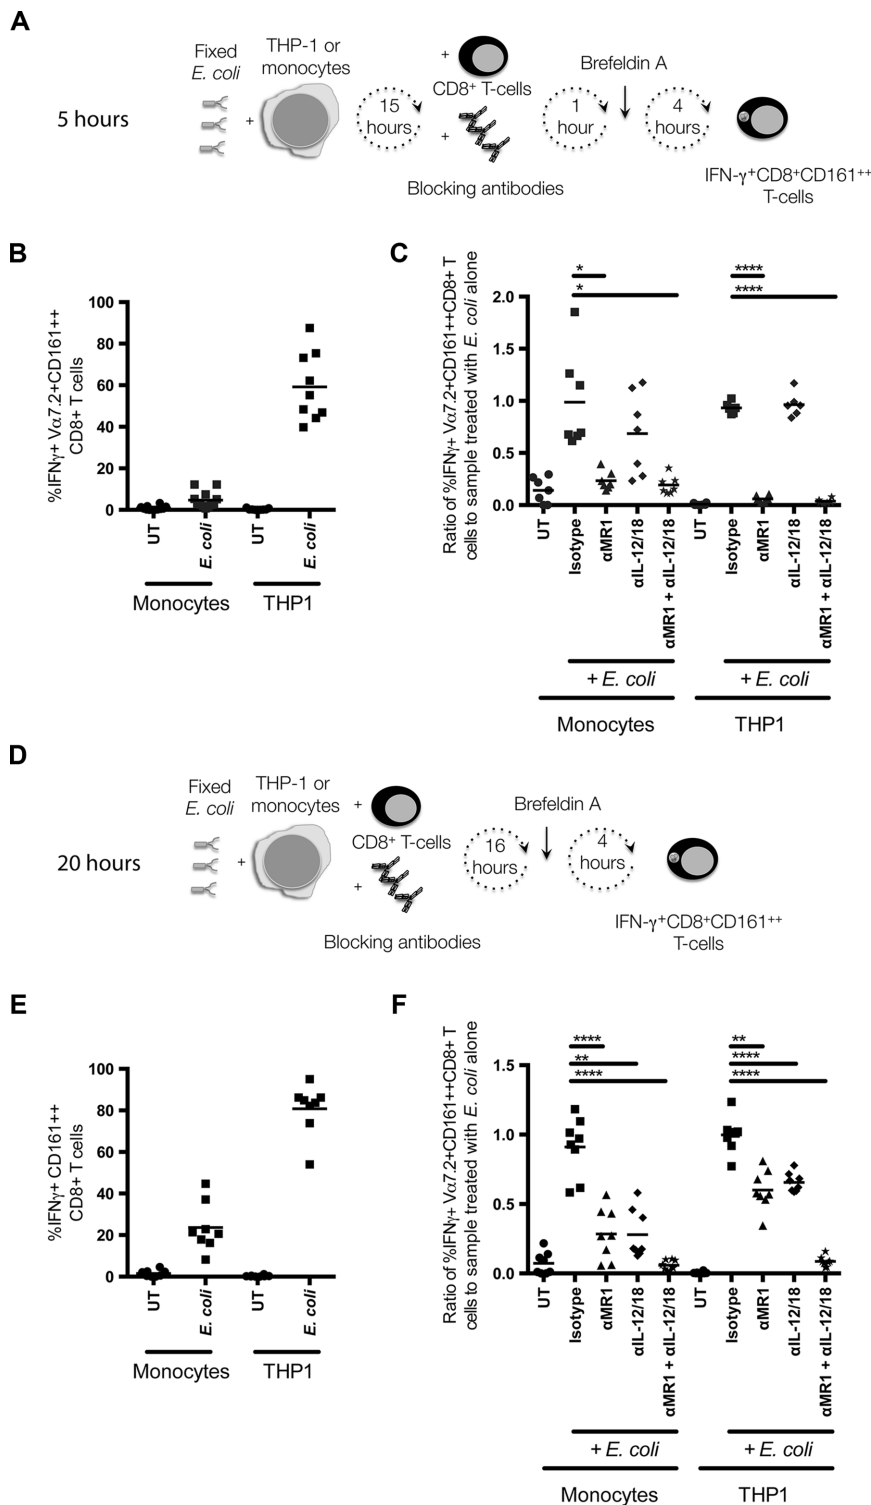 A
Fixed
E. coli
THP-1 or
monocytes
+
+
CD8+ T-cells
+
Blocking antibodies
15
hours
1
hour
Brefeldin A
4
hours
5 hours
IFN-γ+CD8+CD161++
T-cells
B
%IFNγ+ Vα7.2+CD161++
CD8+ T cells
100
80
60
40
20
0
UT
E. coli
UT
E. coli
Monocytes
THP1
C
Ratio of %IFNγ+ Vα7.2+CD161++CD8+ T
cells to sample treated with E. coli alone
2.0
1.5
1.0
0.5
0.0
*
*
****
****
UT
Isotype
αMR1
αIL-12/18
αMR1 + αIL-12/18
UT
Isotype
αMR1
αIL-12/18
αMR1 + αIL-12/18
+ E. coli
+ E. coli
Monocytes
THP1
D
Fixed
E. coli
THP-1 or
monocytes
+
+
CD8+ T-cells
+
Blocking antibodies
16
hours
Brefeldin A
4
hours
20 hours
IFN-γ+CD8+CD161++
T-cells
E
%IFNγ+ CD161++
CD8+ T cells
100
80
60
40
20
0
UT
E. coli
UT
E. coli
Monocytes
THP1
F
Ratio of %IFNγ+ Vα7.2+CD161++CD8+ T
cells to sample treated with E. coli alone
1.5
1.0
0.5
0.0
****
**
****
**
****
****
UT
Isotype
αMR1
αIL-12/18
αMR1 + αIL-12/18
UT
Isotype
αMR1
αIL-12/18
αMR1 + αIL-12/18
+ E. coli
+ E. coli
Monocytes
THP1